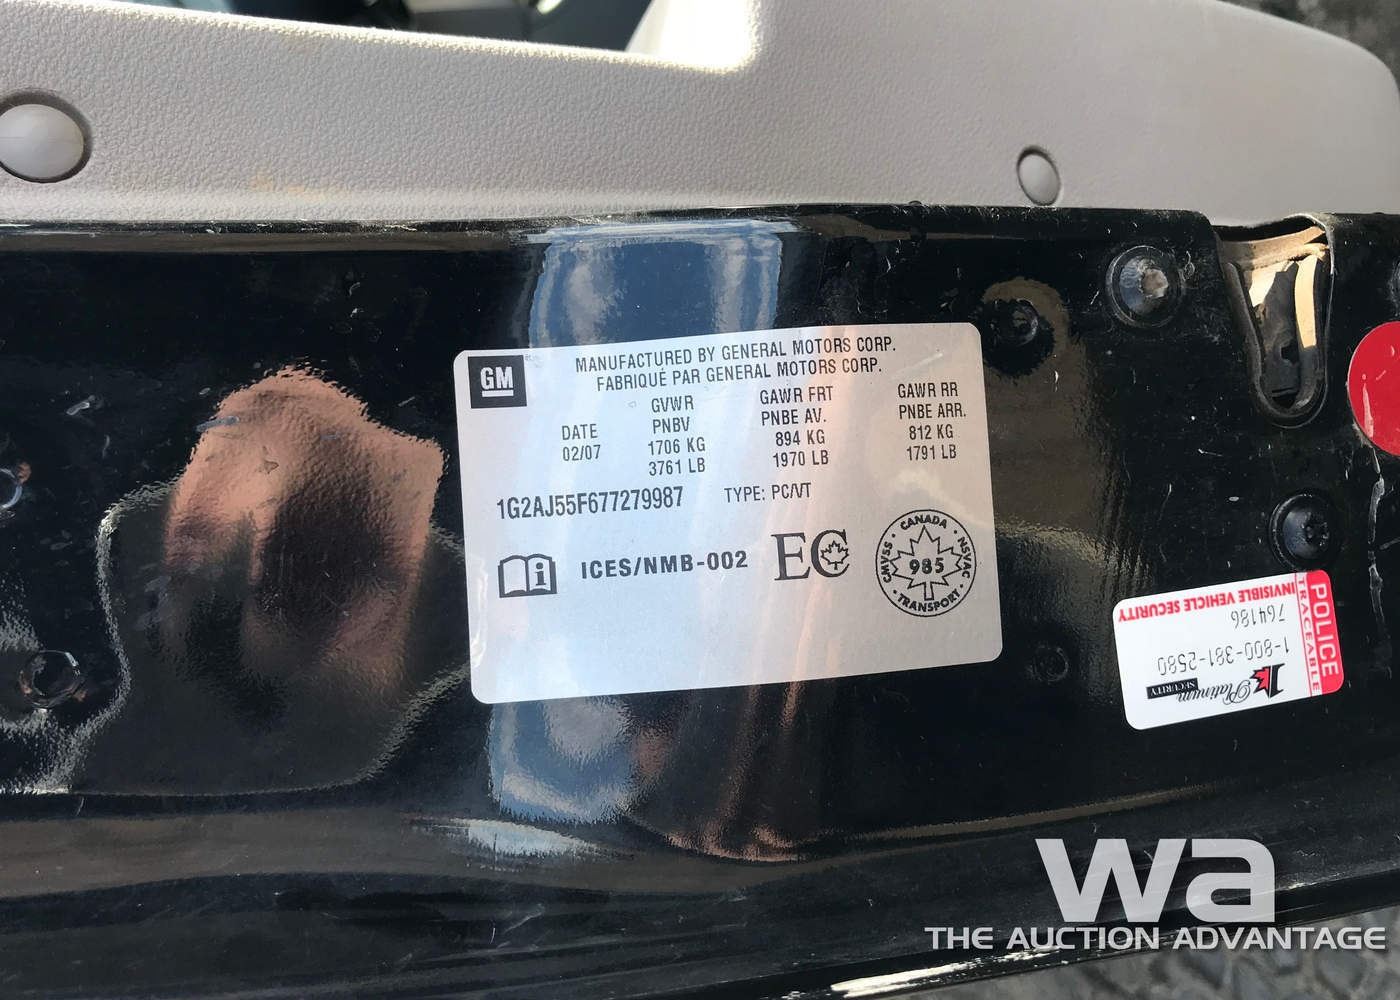 GM
MANUFACTURED BY GENERAL MOTORS CORP.
FABRIQUÉ PAR GENERAL MOTORS CORP.
DATE
02/07
GVWR
PNBV
1706 KG
3761 LB
GAWR FRT
PNBE AV.
894 KG
1970 LB
GAWR RR
PNBE ARR.
812 KG
1791 LB
1G2AJ55F677279987 TYPE: PC/VT
i
ICES/NMB-002
EC
CANADA
CMVSS · NSVAC
985
TRANSPORT
POLICE
TRACEABLE
Platinum
SECURITY
1-800-381-2580
764186
INVISIBLE VEHICLE SECURITY
wa
THE AUCTION ADVANTAGE